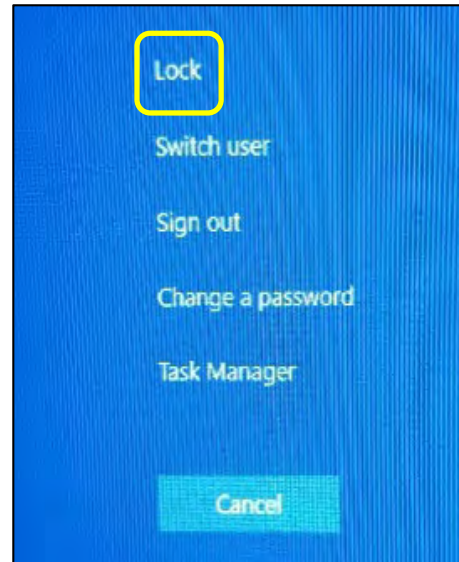 Lock
Switch user
Sign out
Change a password
Task Manager
Cancel